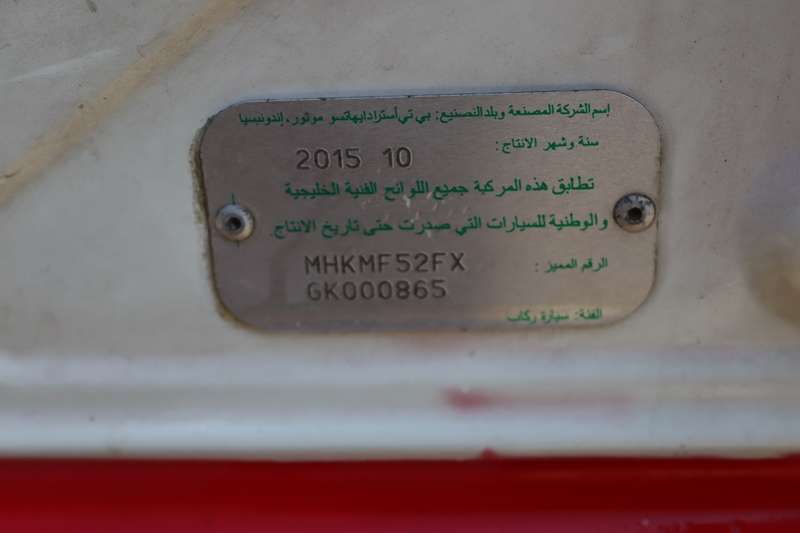 إسم الشركة المصنعة وبلد التصنيع: بي تي أسترا دايهاتسو موتور، إندونيسيا
سنة وشهر الانتاج:
2015 10
تطابق هذه المركبة جميع اللوائح الفنية الخليجية
والوطنية للسيارات التي صدرت حتى تاريخ الانتاج.
الرقم المميز: MHKMF52FX
GK000865
الفئة: سيارة ركاب